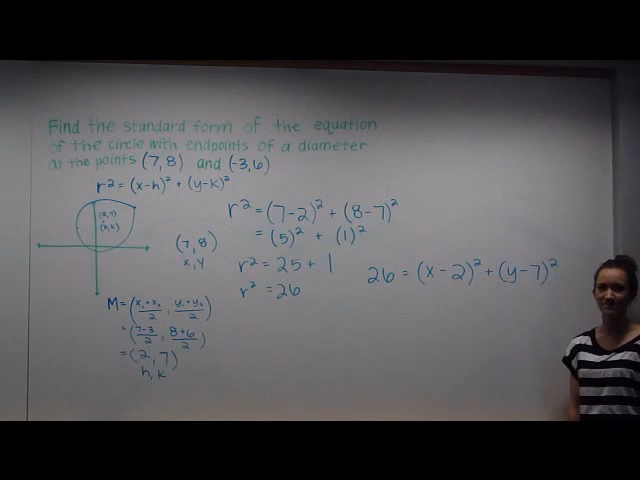 Find the standard form of the equation
of the circle with endpoints of a diameter
at the points (7,8) and (-3,6)
r² = (x-h)² + (y-k)²
(2,7)
(h,k)
(7,8)
x,y
M = (x₁+x₂/2, y₁+y₂/2)
= (7-3/2, 8+6/2)
= (2,7)
h,k
r² = (7-2)² + (8-7)²
= (5)² + (1)²
r² = 25 + 1
r² = 26
26 = (x-2)² + (y-7)²